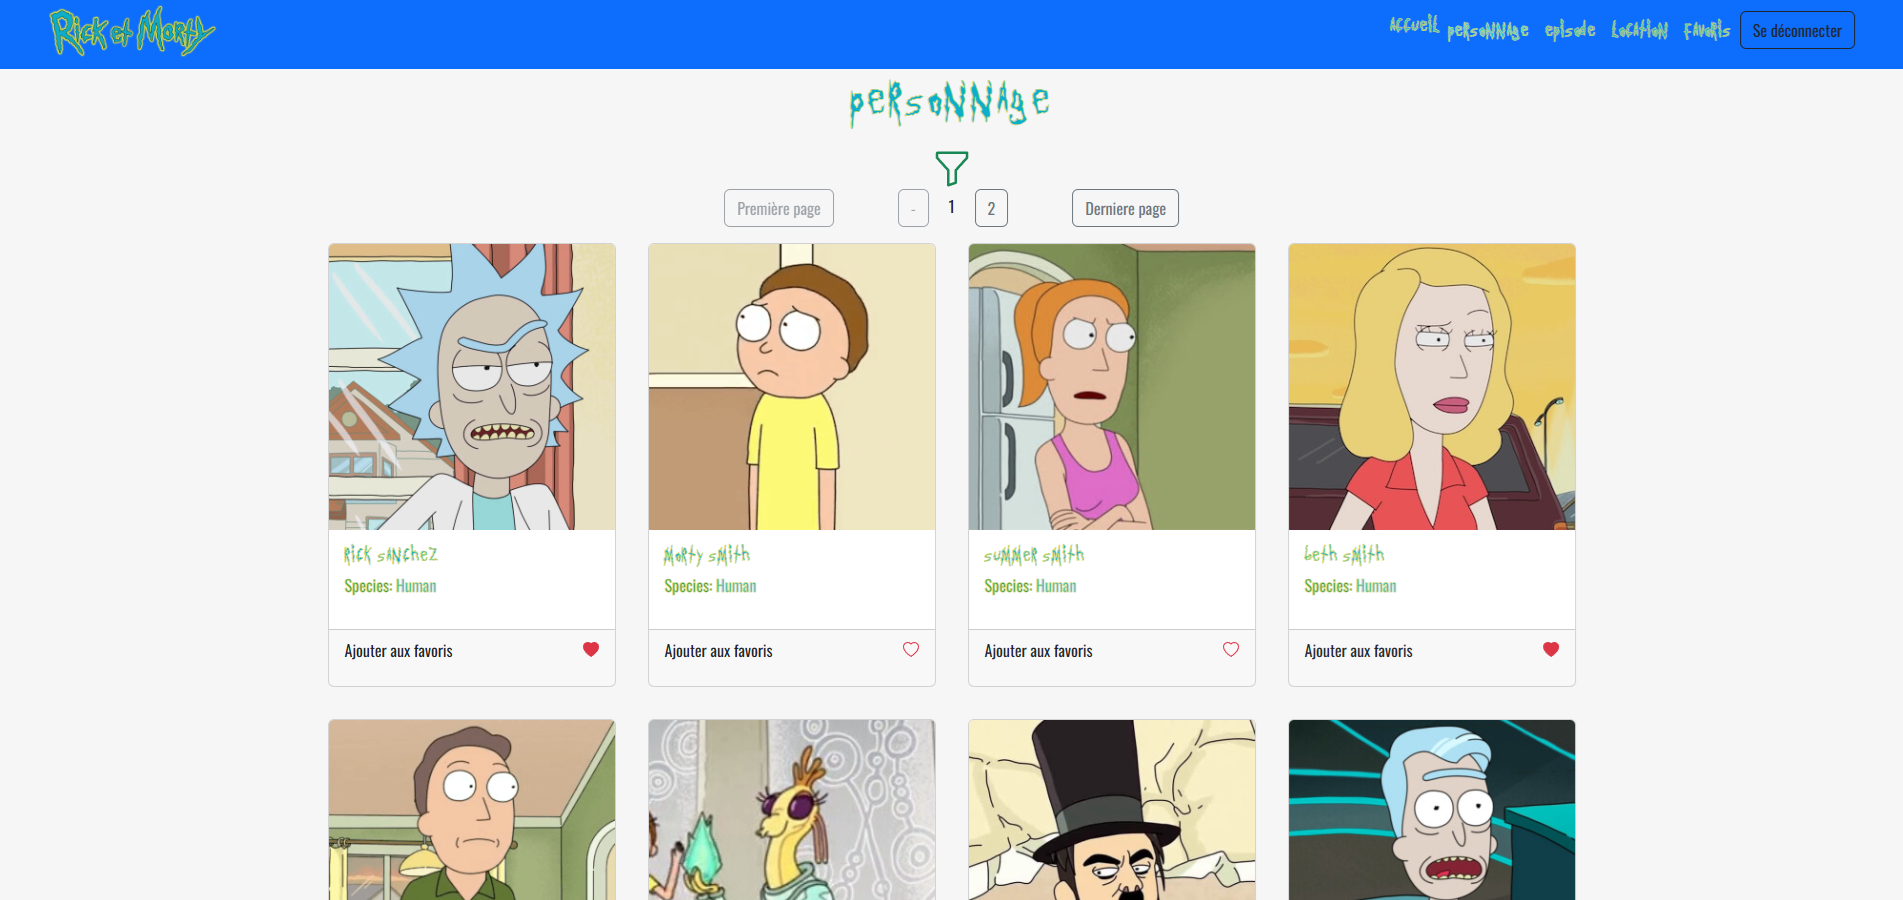 Rick et Morty
Accueil Personnage Episode Location Favoris Se déconnecter
Personnage
Première page - 1 2 Derniere page
Rick Sanchez
Species: Human
Ajouter aux favoris
Morty Smith
Species: Human
Ajouter aux favoris
Summer Smith
Species: Human
Ajouter aux favoris
Beth Smith
Species: Human
Ajouter aux favoris